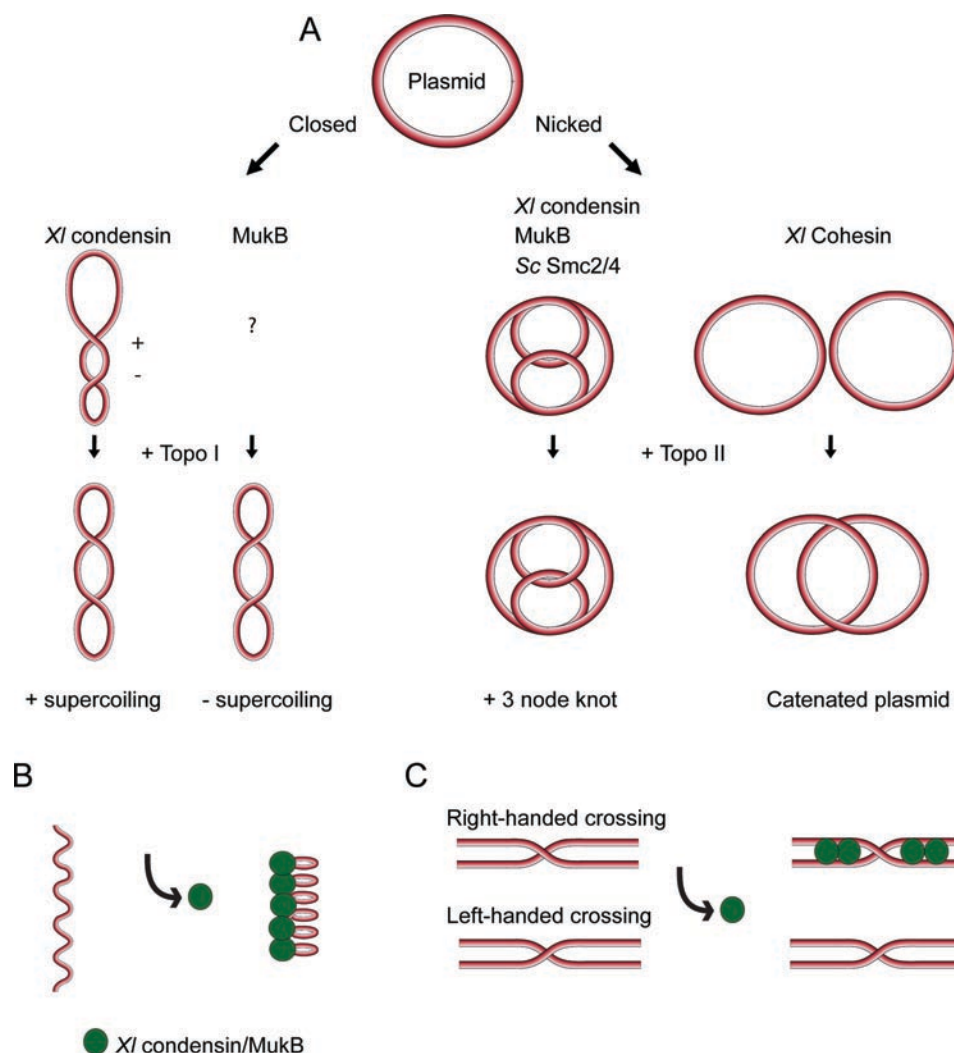 A
Plasmid
Closed
Nicked
Xl condensin
MukB
Xl condensin
MukB
Sc Smc2/4
Xl Cohesin
+
-
?
+ Topo I
+ Topo II
+ supercoiling
- supercoiling
+ 3 node knot
Catenated plasmid
B
C
Right-handed crossing
Left-handed crossing
Xl condensin/MukB